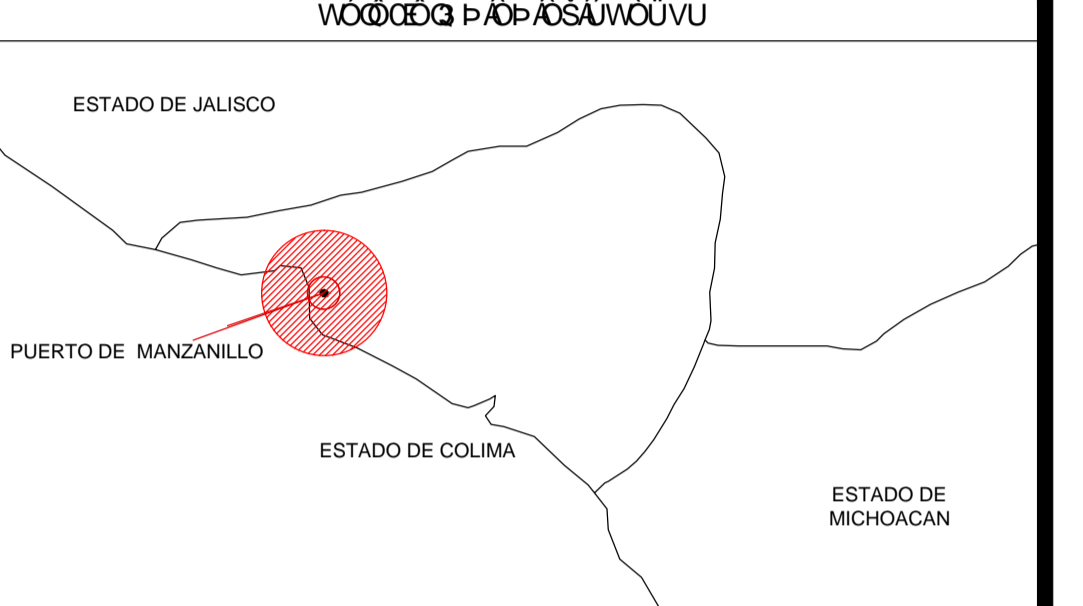 ESTADO DE JALISCO
PUERTO DE MANZANILLO
ESTADO DE COLIMA
ESTADO DE
MICHOACAN